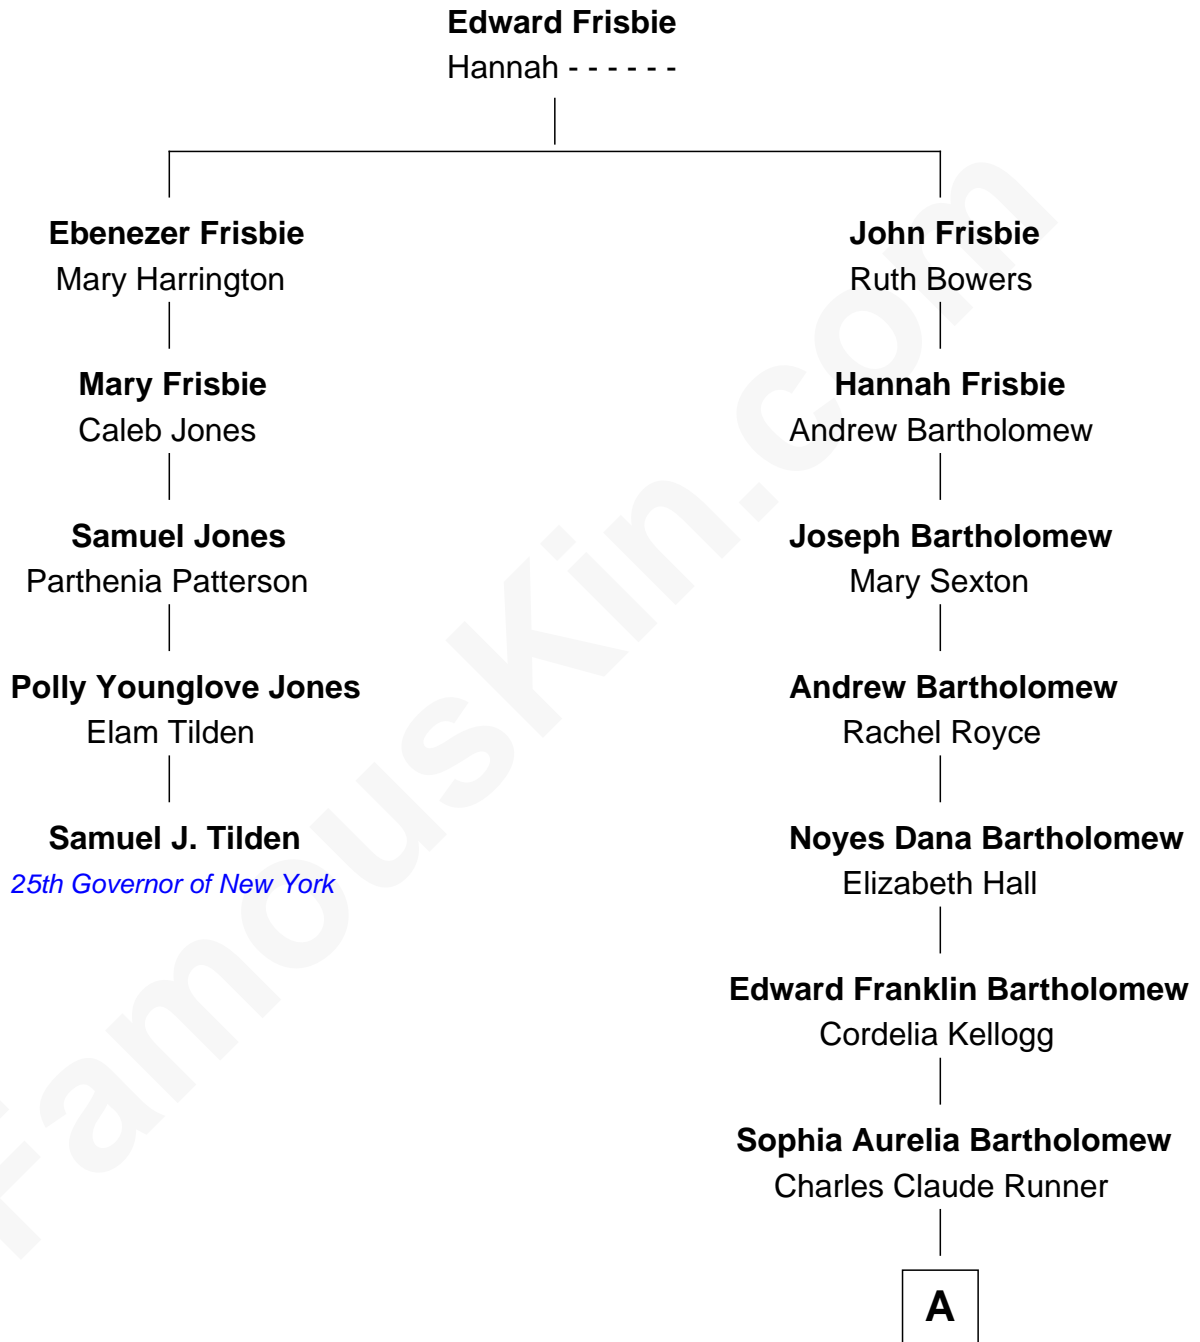 Edward Frisbie
Hannah - - - - - -
Ebenezer Frisbie
Mary Harrington
Mary Frisbie
Caleb Jones
Samuel Jones
Parthenia Patterson
Polly Younglove Jones
Elam Tilden
Samuel J. Tilden
25th Governor of New York
John Frisbie
Ruth Bowers
Hannah Frisbie
Andrew Bartholomew
Joseph Bartholomew
Mary Sexton
Andrew Bartholomew
Rachel Royce
Noyes Dana Bartholomew
Elizabeth Hall
Edward Franklin Bartholomew
Cordelia Kellogg
Sophia Aurelia Bartholomew
Charles Claude Runner
A
FamousKin.com